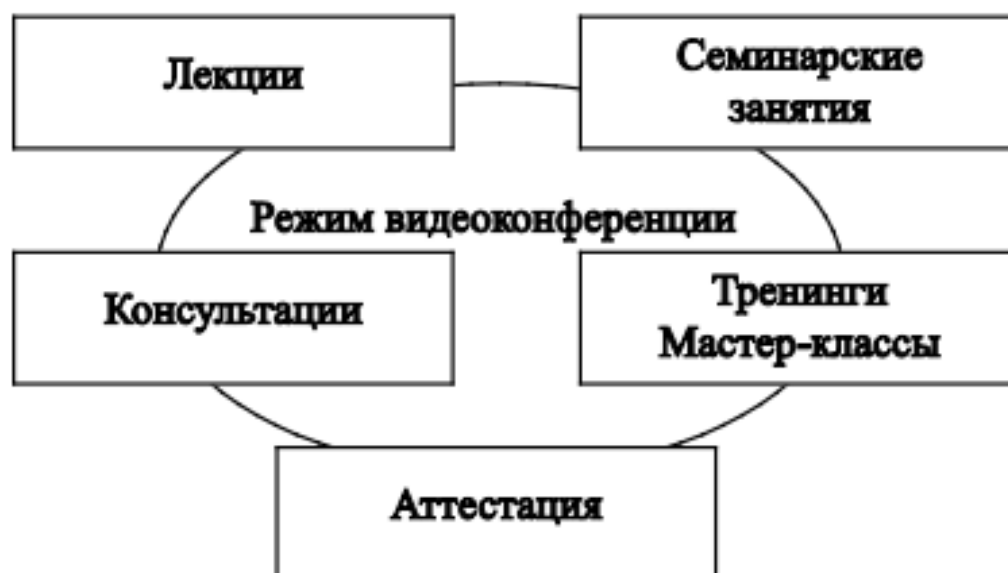 Лекции
Семинарские
занятия
Режим видеоконференции
Консультации
Тренинги
Мастер-классы
Аттестация